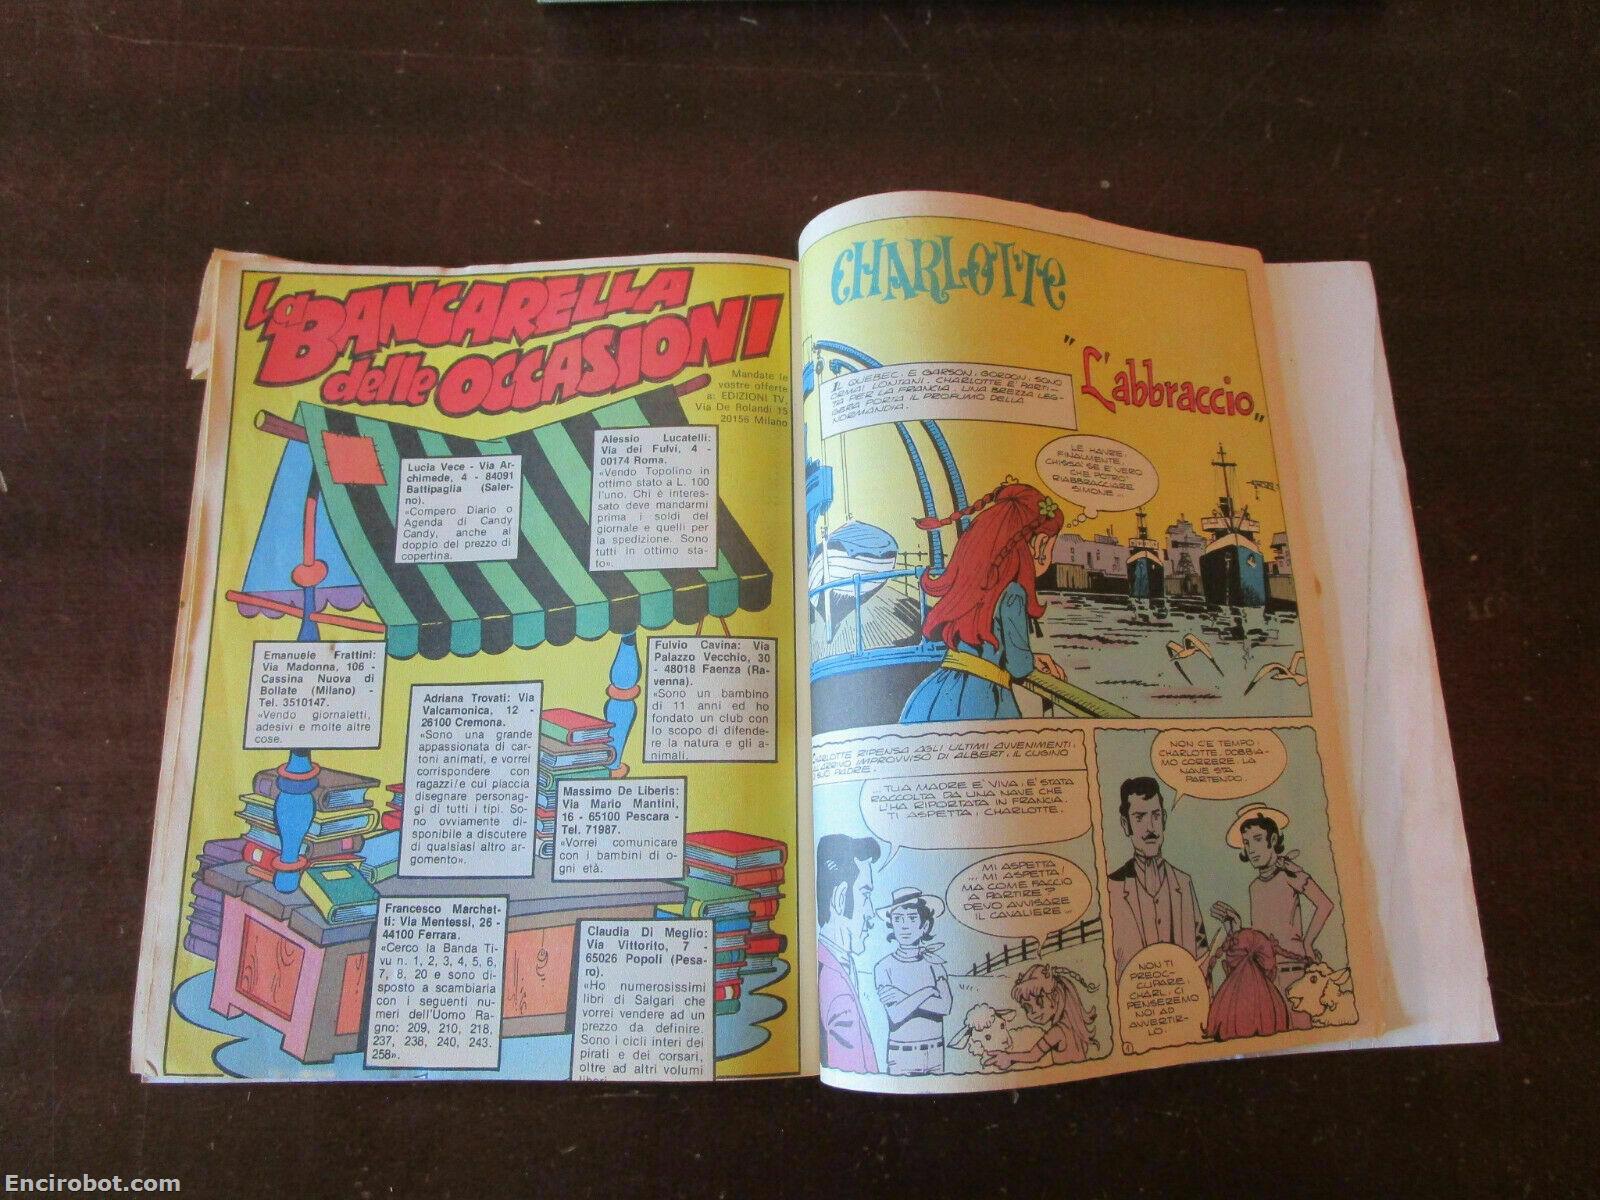 La BANCARELLA
delle OCCASIONI
Mandate le
vostre offerte
a: EDIZIONI TV,
Via De Rolandi 15
20156 Milano
Lucia Vece - Via Ar-
chimede, 4 - 84091
Battipaglia (Saler-
no).
«Compero Diario o
Agenda di Candy
Candy, anche al
doppio del prezzo di
copertina.
Alessio Lucatelli:
Via dei Fulvi, 4 -
00174 Roma.
«Vendo Topolino in
ottimo stato a L. 100
l'uno. Chi è interes-
sato deve mandarmi
prima i soldi del
giornale e quelli per
la spedizione. Sono
tutti in ottimo sta-
to».
Emanuele Frattini:
Via Madonna, 106 -
Cassina Nuova di
Bollate (Milano) -
Tel. 3510147.
«Vendo giornaletti,
adesivi e molte altre
cose.
Adriana Trovati: Via
Valcamonica, 12 -
26100 Cremona.
«Sono una grande
appassionata di car-
toni animati, e vorrei
corrispondere con
ragazzi/e cui piaccia
disegnare personag-
gi di tutti i tipi. So-
no ovviamente di-
sponibile a discutere
di qualsiasi altro ar-
gomento».
Fulvio Cavina: Via
Palazzo Vecchio, 30
- 48018 Faenza (Ra-
venna).
«Sono un bambino
di 11 anni ed ho
fondato un club con
lo scopo di difende-
re la natura e gli a-
nimali.
Massimo De Liberis:
Via Mario Mantini,
16 - 65100 Pescara -
Tel. 71987.
«Vorrei comunicare
con i bambini di o-
gni età.
Francesco Marchet-
ti: Via Mentessi, 26 -
44100 Ferrara.
«Cerco la Banda Ti-
vu n. 1, 2, 3, 4, 5, 6,
7, 8, 20 e sono di-
sposto a scambiarla
con i seguenti nu-
meri dell'Uomo Ra-
gno: 209, 210, 218,
237, 238, 240, 243.
258».
Claudia Di Meglio:
Via Vittorito, 7 -
65026 Popoli (Pesa-
ro).
«Ho numerosissimi
libri di Salgari che
vorrei vendere ad un
prezzo da definire.
Sono i cicli interi dei
pirati e dei corsari,
oltre ad altri volumi
CHARLOTTE
"L'abbraccio"
IL QUEBEC, E GARSON, GORDON, SONO
ORMAI LONTANI. CHARLOTTE E' PARTI-
TA PER LA FRANCIA. UNA BREZZA LEG-
GERA PORTA IL PROFUMO DELLA
NORMANDIA.
LE HAVRE,
FINALMENTE.
CHISSA' SE E' VERO
CHE POTRO'
RIABBRACCIARE
SIMONE...
CHARLOTTE RIPENSA AGLI ULTIMI AVVENIMENTI,
ALL'ARRIVO IMPROVVISO DI ALBERT, IL CUGINO
DI SUO PADRE.
...TUA MADRE E' VIVA, E' STATA
RACCOLTA DA UNA NAVE CHE
L'HA RIPORTATA IN FRANCIA.
TI ASPETTA, CHARLOTTE.
MI ASPETTA
...MI ASPETTA!
MA COME FACCIO
A PARTIRE?
DEVO AVVISARE
IL CAVALIERE...
NON C'E' TEMPO,
CHARLOTTE. DOBBIA-
MO CORRERE. LA
NAVE STA
PARTENDO.
NON TI
PREOC-
CUPARE,
CHARL, CI
PENSEREMO
NOI AD
AVVERTIR-
LO.
1
Encirobot.com